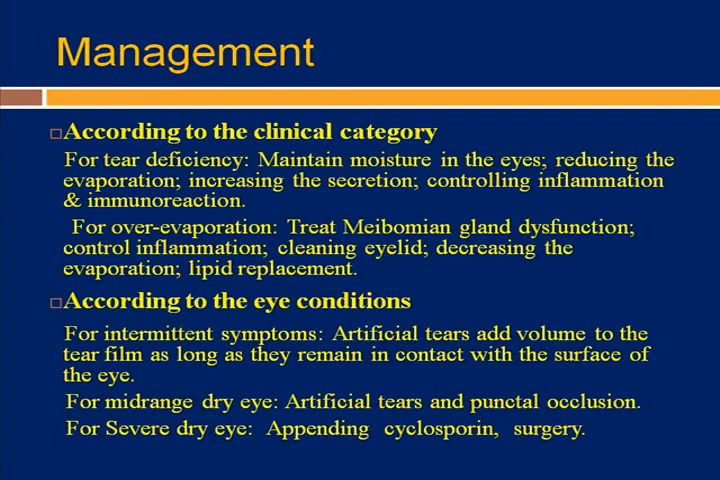 Management
According to the clinical category
For tear deficiency: Maintain moisture in the eyes; reducing the
evaporation; increasing the secretion; controlling inflammation
& immunoreaction.
For over-evaporation: Treat Meibomian gland dysfunction;
control inflammation; cleaning eyelid; decreasing the
evaporation; lipid replacement.
According to the eye conditions
For intermittent symptoms: Artificial tears add volume to the
tear film as long as they remain in contact with the surface of
the eye.
For midrange dry eye: Artificial tears and punctal occlusion.
For Severe dry eye: Appending cyclosporin, surgery.